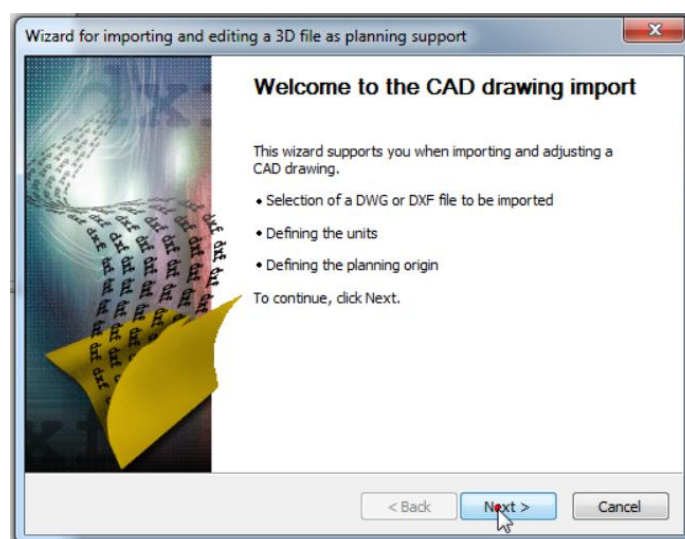 Wizard for importing and editing a 3D file as planning support
Welcome to the CAD drawing import
This wizard supports you when importing and adjusting a
CAD drawing.
• Selection of a DWG or DXF file to be imported
• Defining the units
• Defining the planning origin
To continue, click Next.
< Back Next > Cancel